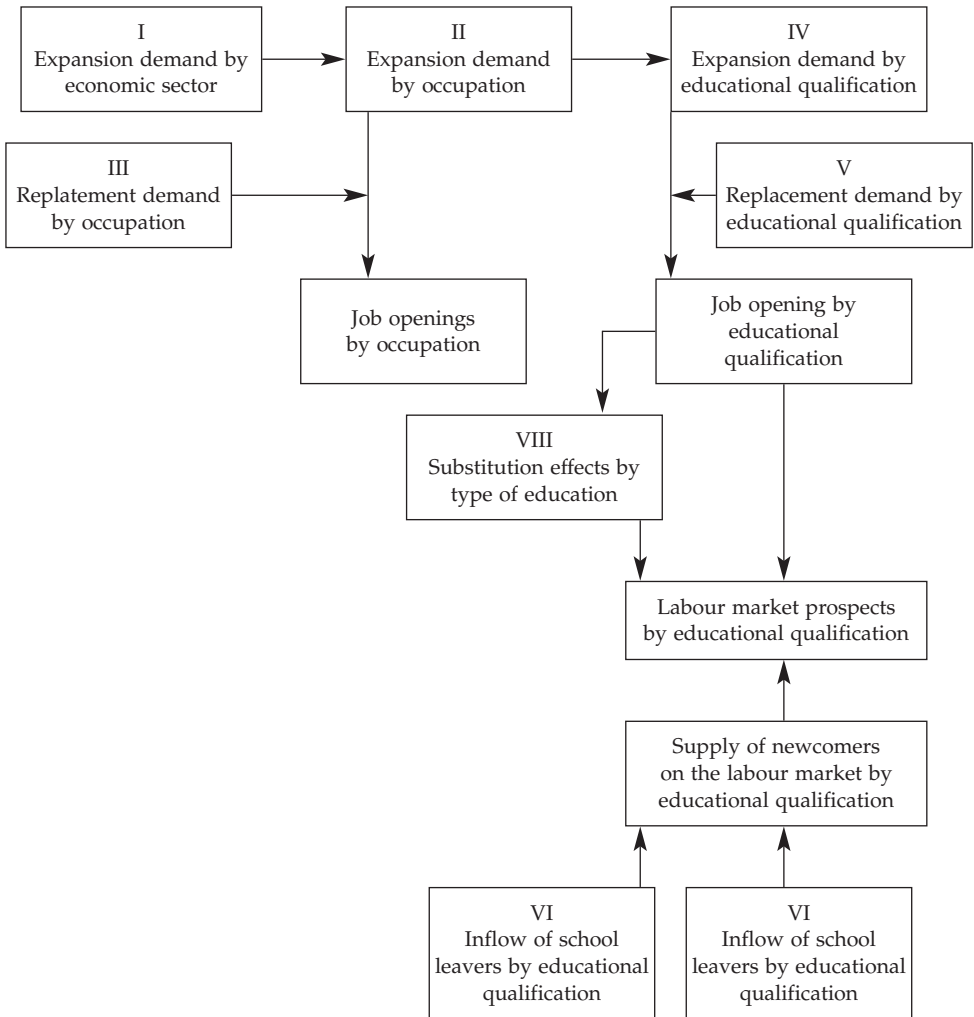 I
Expansion demand by
economic sector
II
Expansion demand
by occupation
IV
Expansion demand by
educational qualification
III
Replatement demand
by occupation
V
Replacement demand by
educational qualification
Job openings
by occupation
Job opening by
educational
qualification
VIII
Substitution effects by
type of education
Labour market prospects
by educational qualification
Supply of newcomers
on the labour market by
educational qualification
VI
Inflow of school
leavers by educational
qualification
VI
Inflow of school
leavers by educational
qualification